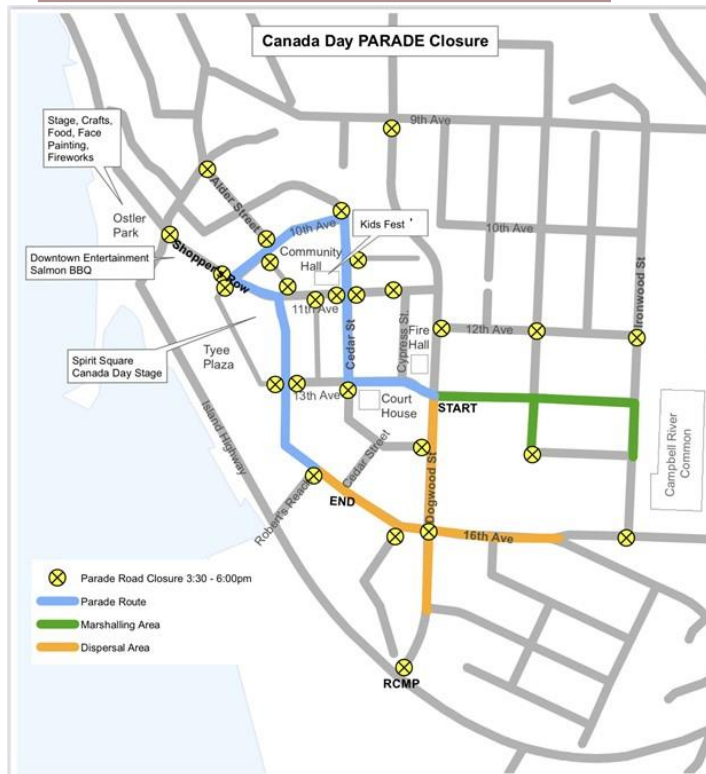 Canada Day PARADE Closure
Stage, Crafts,
Food, Face
Painting,
Fireworks
9th Ave
Alder Street
Ostler
Park
10th Ave
Kids Fest '
10th Ave
Shopper's Row
Community
Hall
Downtown Entertainment
Salmon BBQ
Ironwood St
11th Ave
Cedar St
Cypress St.
Fire
Hall
12th Ave
Spirit Square
Canada Day Stage
Tyee
Plaza
13th Ave
Court
House
START
Island Highway
Cedar Street
Dogwood St
Campbell River
Common
Robert's Reach
END
16th Ave
Parade Road Closure 3:30 - 6:00pm
Parade Route
Marshalling Area
Dispersal Area
RCMP